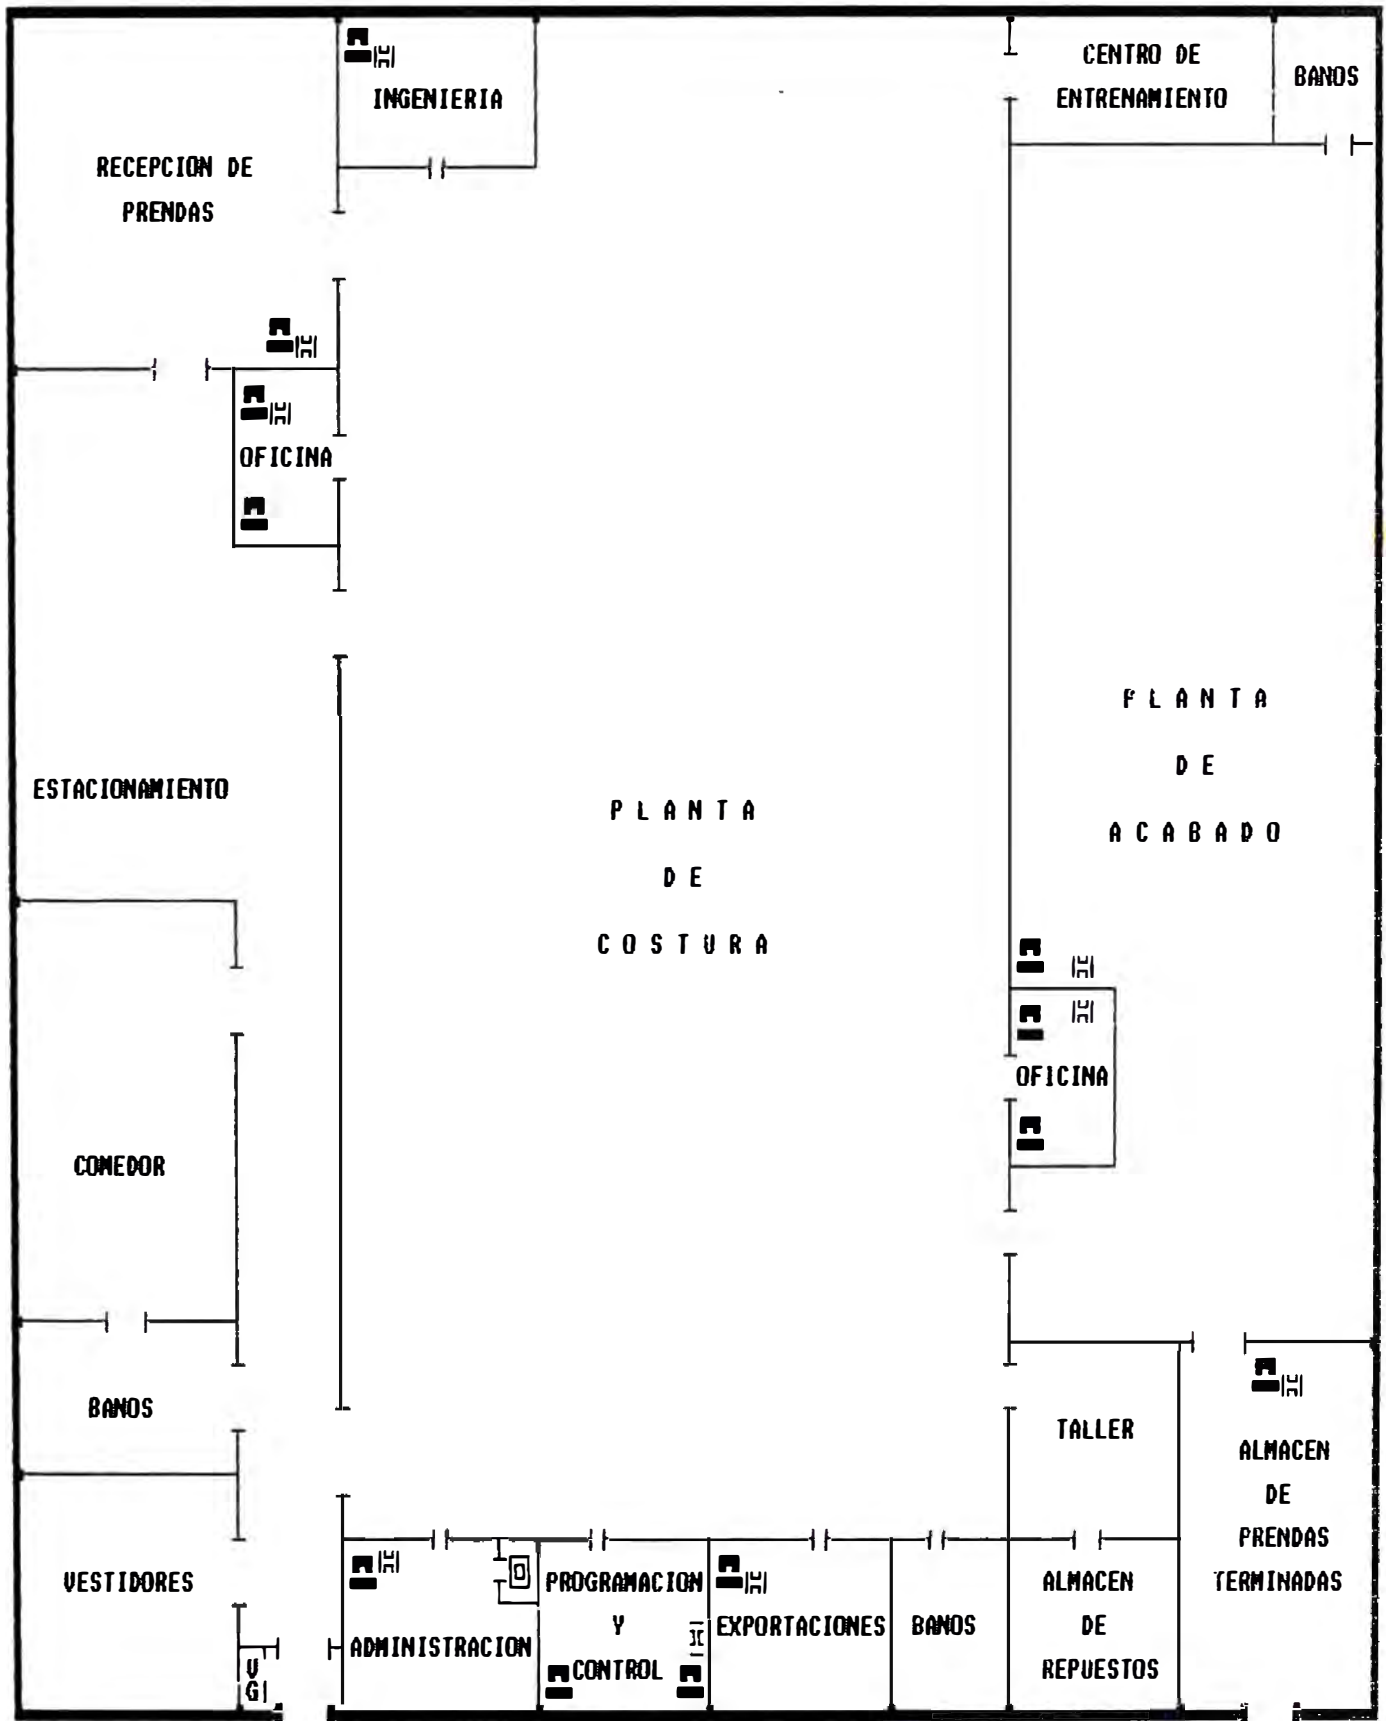 INGENIERIA
CENTRO DE
ENTRENAMIENTO
BANOS
RECEPCION DE
PRENDAS
OFICINA
ESTACIONAMIENTO
P L A N T A
D E
C O S T U R A
P L A N T A
D E
A C A B A D O
OFICINA
COMEDOR
BANOS
TALLER
ALMACEN
DE
PRENDAS
TERMINADAS
VESTIDORES
VG
ADMINISTRACION
PROGRAMACION
Y
CONTROL
EXPORTACIONES
BANOS
ALMACEN
DE
REPUESTOS